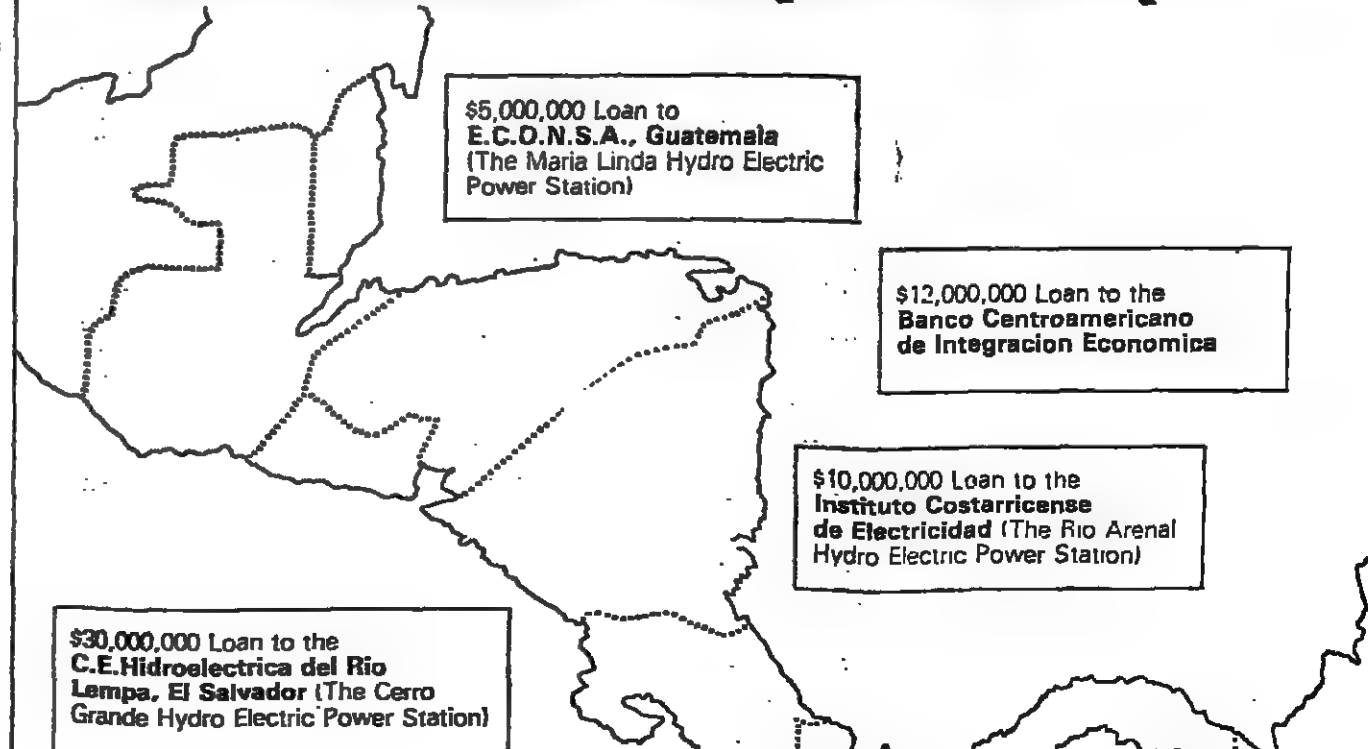 $5,000,000 Loan to
E.C.O.N.S.A., Guatemala
(The Maria Linda Hydro Electric
Power Station)
$12,000,000 Loan to the
Banco Centroamericano
de Integracion Economica
$10,000,000 Loan to the
Instituto Costarricense
de Electricidad (The Rio Arenal
Hydro Electric Power Station)
$30,000,000 Loan to the
C.E.Hidroelectrica del Rio
Lempa, El Salvador (The Cerro
Grande Hydro Electric Power Station)